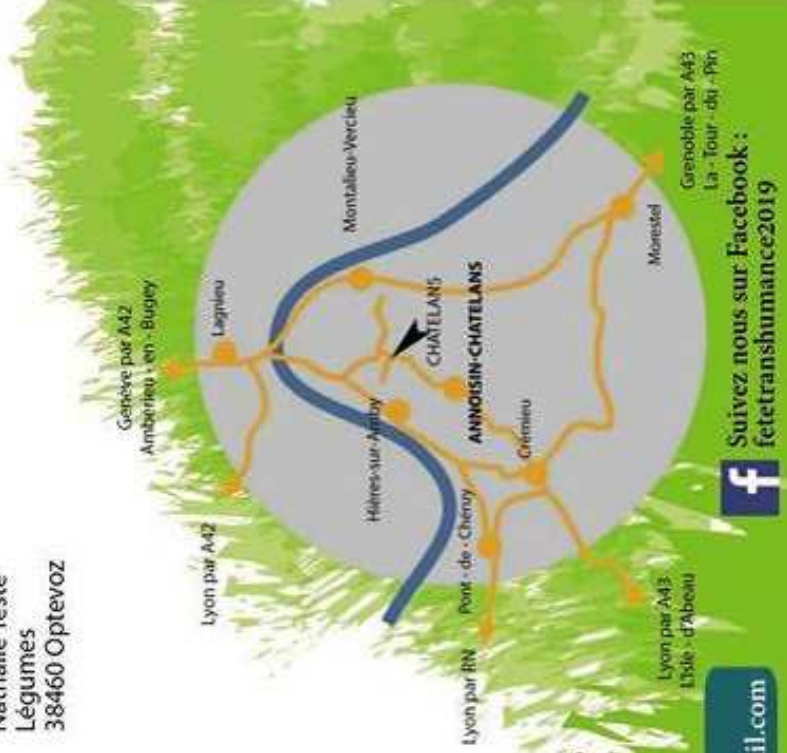 Légumes
38460 Optevoz
Genève par A42
Ambérieu - en - Bugey
Lagnieu
Lyon par A42
Montalieu-Vercieu
Hières-sur-Amby
CHATELANS
ANNOISIN-CHATELANS
Crémieu
Pont - de - Chéruy
Lyon par RN
Morestel
Lyon par A43
L'Isle - d'Abeau
Grenoble par A43
La - Tour - du - Pin
Suivez nous sur Facebook :
fetetranshumance2019
il.com